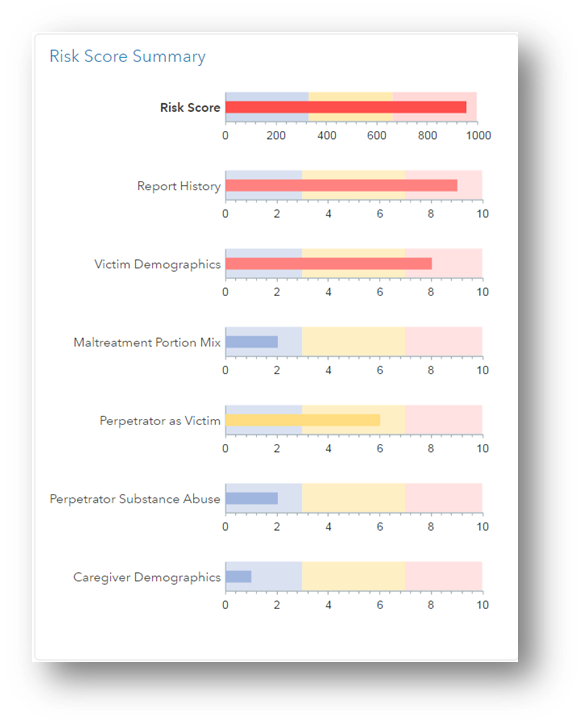 Risk Score Summary
Risk Score
0 200 400 600 800 1000
Report History
0 2 4 6 8 10
Victim Demographics
0 2 4 6 8 10
Maltreatment Portion Mix
0 2 4 6 8 10
Perpetrator as Victim
0 2 4 6 8 10
Perpetrator Substance Abuse
0 2 4 6 8 10
Caregiver Demographics
0 2 4 6 8 10